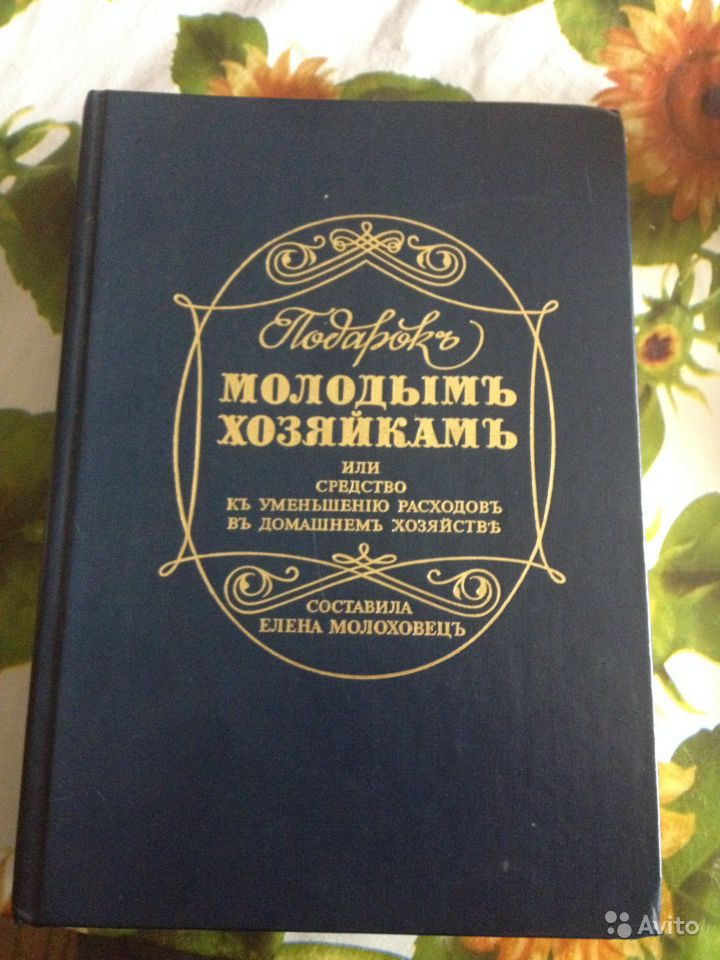 Подарокъ
МОЛОДЫМЪ
ХОЗЯЙКАМЪ
ИЛИ
СРЕДСТВО
КЪ УМЕНЬШЕНІЮ РАСХОДОВЪ
ВЪ ДОМАШНЕМЪ ХОЗЯЙСТВѢ
СОСТАВИЛА
ЕЛЕНА МОЛОХОВЕЦЪ
Avito